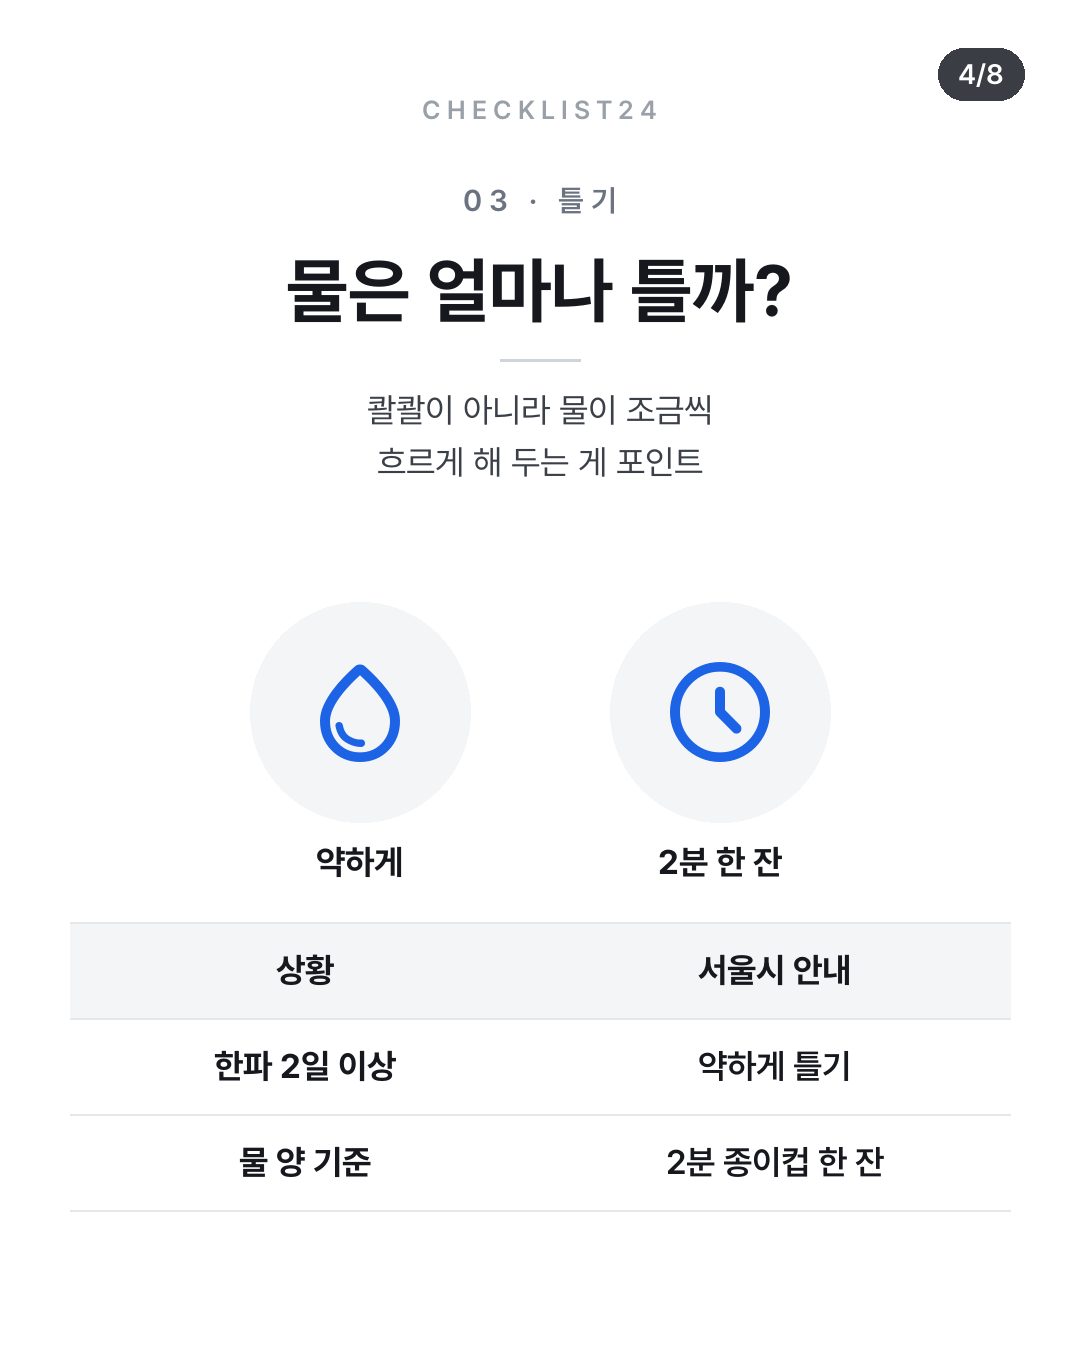 4/8
CHECKLIST24
03 · 틀기
물은 얼마나 틀까?
콸콸이 아니라 물이 조금씩
흐르게 해 두는 게 포인트
약하게
2분 한 잔
상황 서울시 안내
한파 2일 이상 약하게 틀기
물 양 기준 2분 종이컵 한 잔